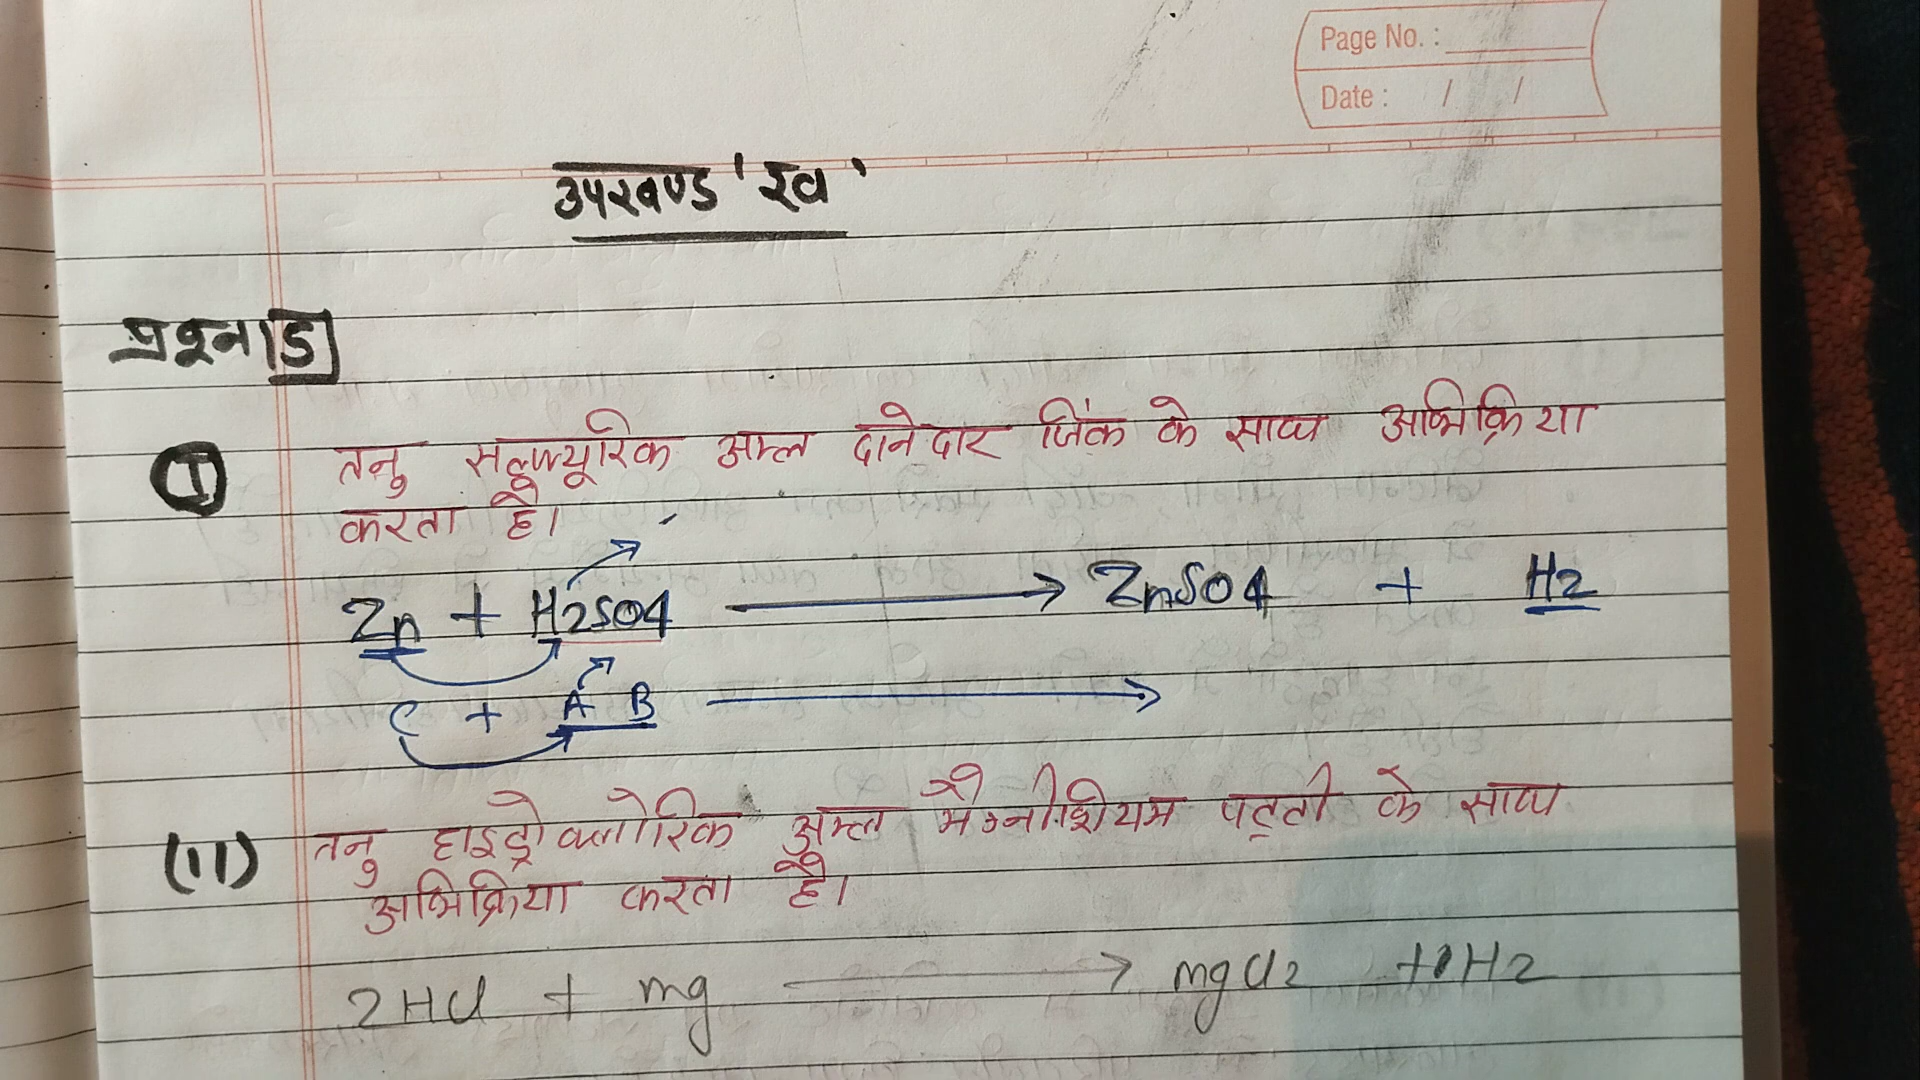 Page No. :
Date : / /
उपखण्ड 'ख'
प्रश्न 5
(I) तनु सल्फ्यूरिक अम्ल दानेदार जिंक के साथ अभिक्रिया
करता है।
Zn + H2SO4 → ZnSO4 + H2
C + A B →
(11) तनु हाइड्रोक्लोरिक अम्ल मैग्नीशियम पट्टी के साथ
अभिक्रिया करता है।
2HCl + mg → mgCl2 + H2